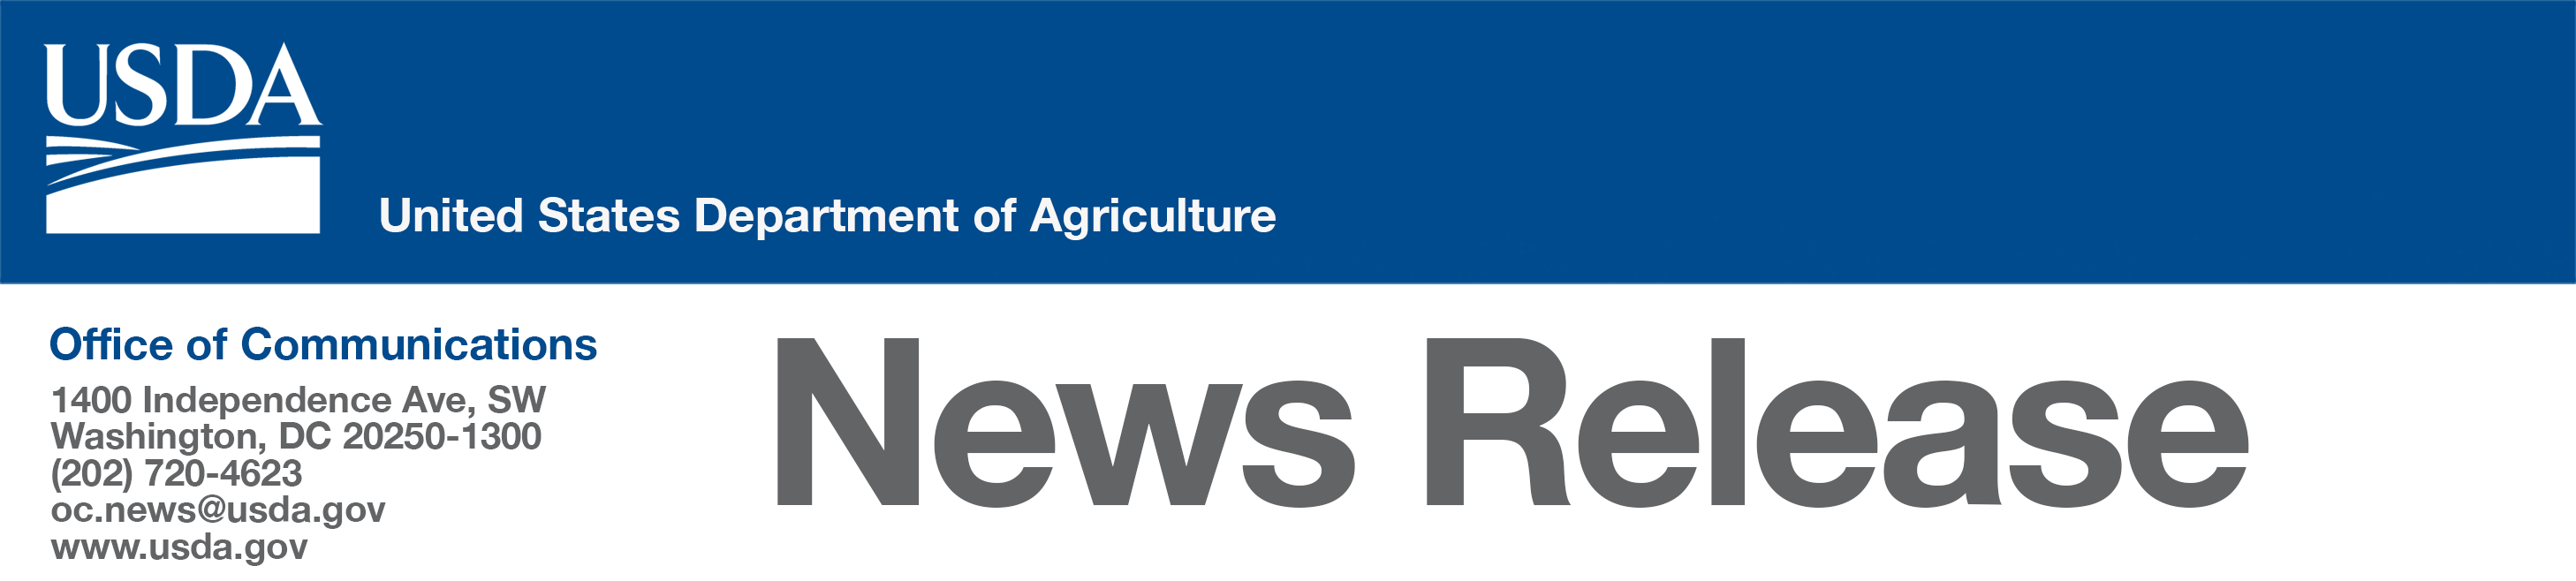 USDA
United States Department of Agriculture
Office of Communications
1400 Independence Ave, SW
Washington, DC 20250-1300
(202) 720-4623
oc.news@usda.gov
www.usda.gov
News Release